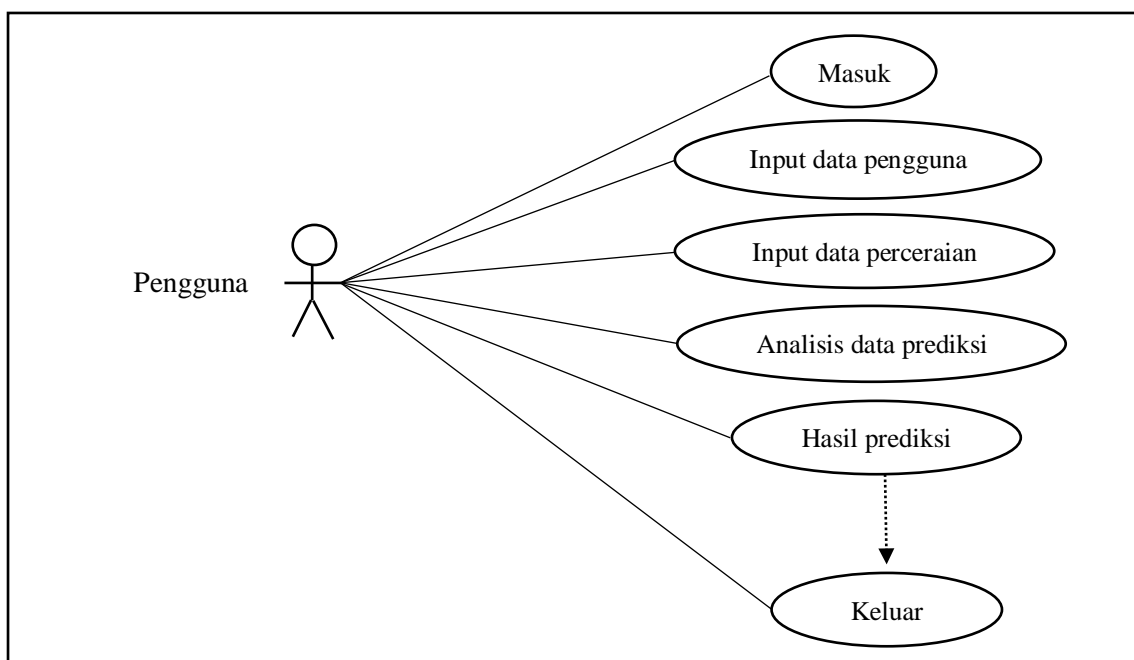 Masuk
Input data pengguna
Input data perceraian
Pengguna
Analisis data prediksi
Hasil prediksi
Keluar